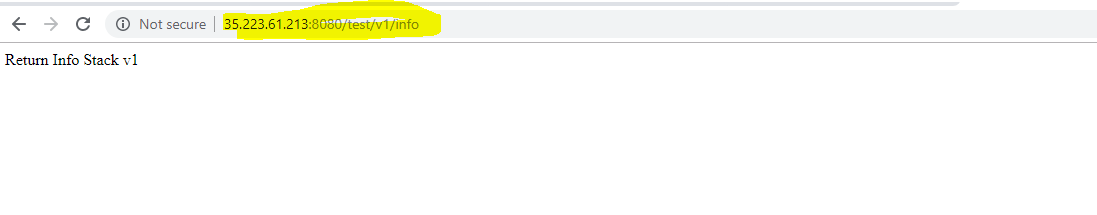 Not secure | 35.223.61.213:8080/test/v1/info
Return Info Stack v1